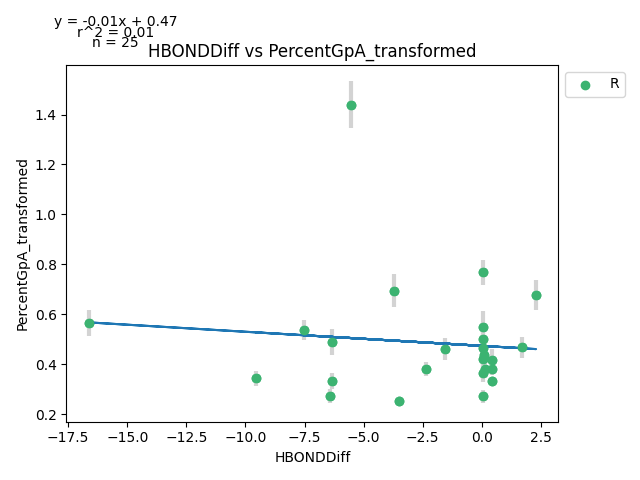 y = -0.01x + 0.47
r^2 = 0.01
n = 25
HBONDDiff vs PercentGpA_transformed
R
PercentGpA_transformed
1.4
1.2
1.0
0.8
0.6
0.4
0.2
−17.5 −15.0 −12.5 −10.0 −7.5 −5.0 −2.5 0.0 2.5
HBONDDiff